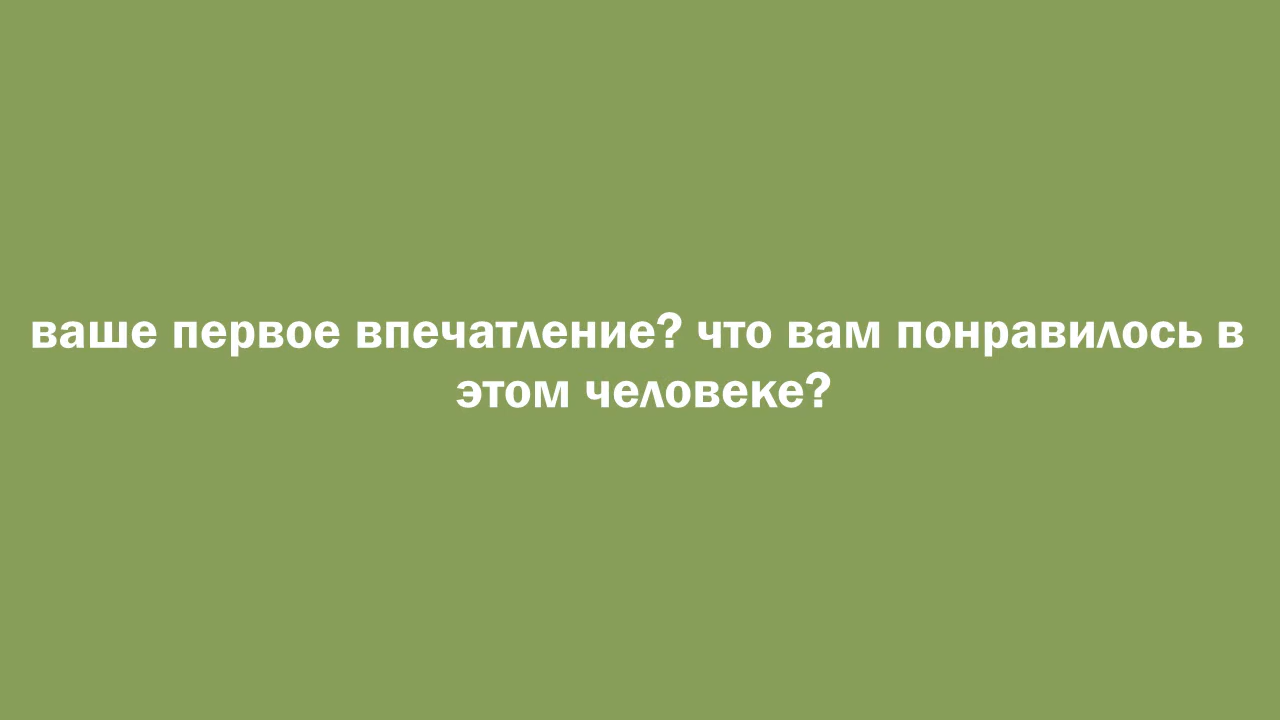 ваше первое впечатление? что вам понравилось в
этом человеке?